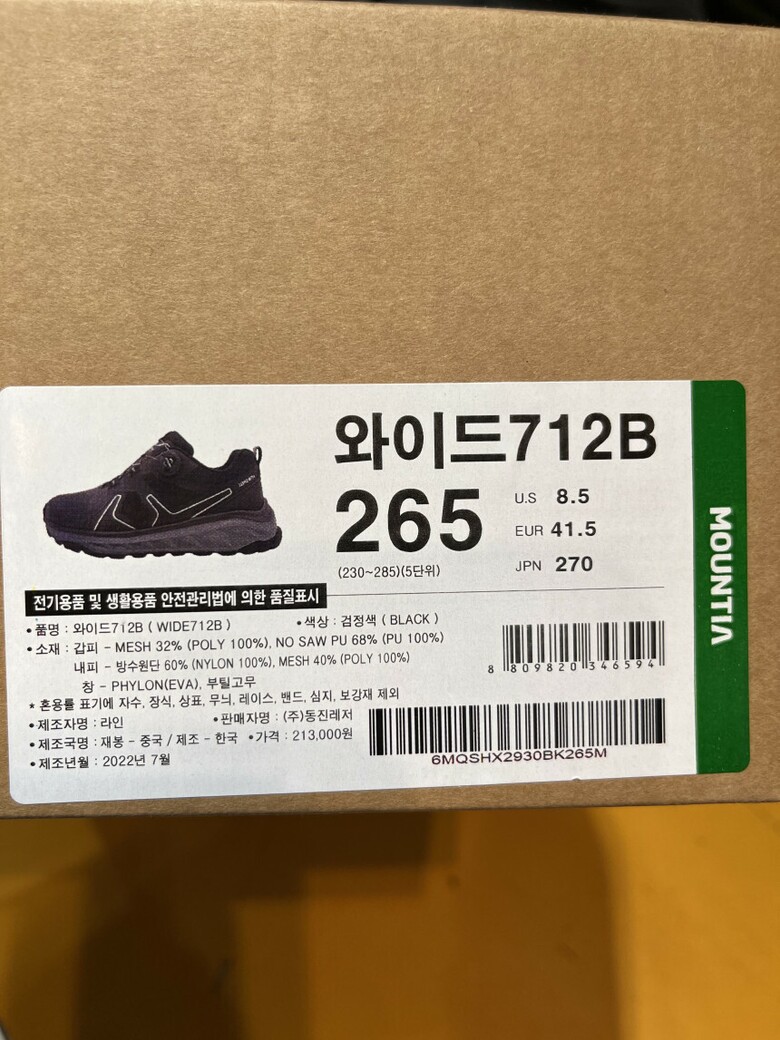 와이드712B
265
U.S 8.5
EUR 41.5
JPN 270
(230~285)(5단위)
MOUNTIA
전기용품 및 생활용품 안전관리법에 의한 품질표시
•품명 : 와이드712B ( WIDE712B ) •색상 : 검정색 ( BLACK )
•소재 : 갑피 - MESH 32% (POLY 100%), NO SAW PU 68% (PU 100%)
내피 - 방수원단 60% (NYLON 100%), MESH 40% (POLY 100%)
창 - PHYLON(EVA), 부틸고무
* 혼용률 표기에 자수, 장식, 상표, 무늬, 레이스, 밴드, 심지, 보강재 제외
•제조자명 : 라인 •판매자명 : (주)동진레저
•제조국명 : 재봉 - 중국 / 제조 - 한국 •가격 : 213,000원
•제조년월 : 2022년 7월
8 809820 346594
6MQSHX2930BK265M